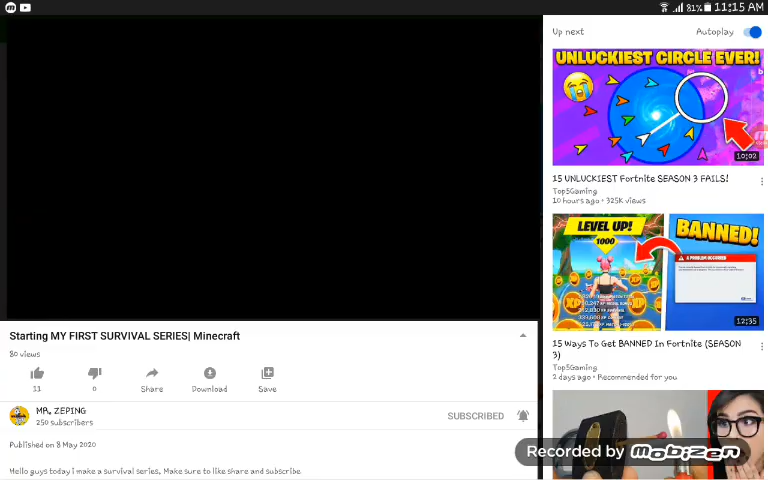 81% 11:15 AM
Up next Autoplay
UNLUCKIEST CIRCLE EVER!
10:02
15 UNLUCKIEST Fortnite SEASON 3 FAILS!
Top5Gaming
10 hours ago • 325K views
LEVEL UP!
1000
BANNED!
A PROBLEM OCCURRED
XP
12:35
15 Ways To Get BANNED In Fortnite (SEASON
3)
Top5Gaming
2 days ago • Recommended for you
Starting MY FIRST SURVIVAL SERIES| Minecraft
80 views
11 0 Share Download Save
MR. ZEPING
250 subscribers
SUBSCRIBED
Published on 8 May 2020
Hello guys today i make a survival series, Make sure to like share and subscribe
Recorded by mobizen